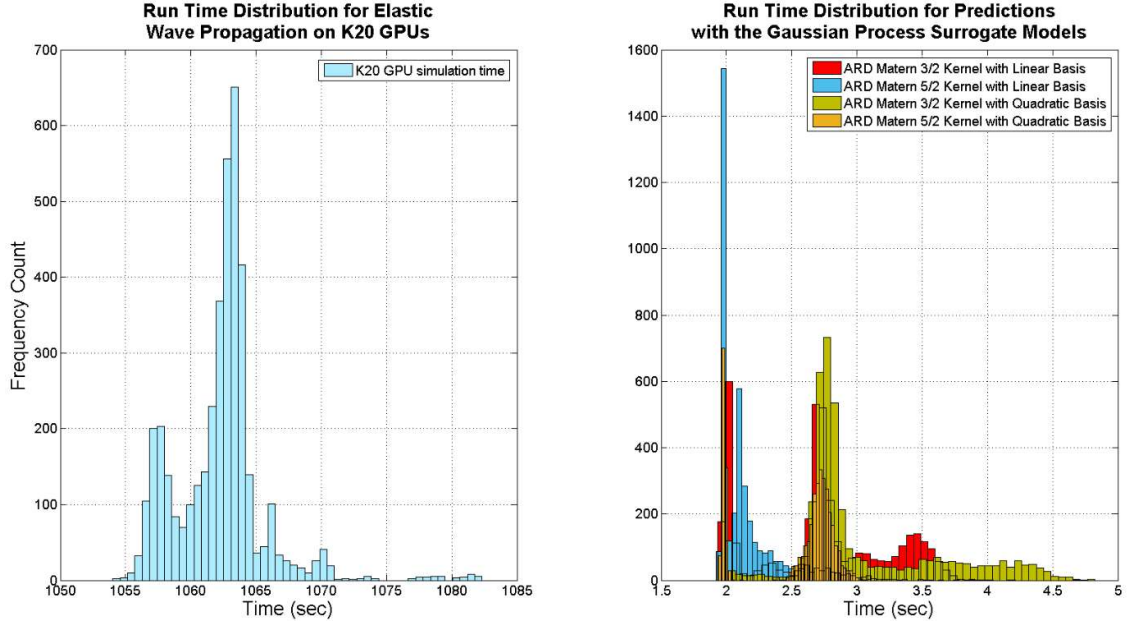 Run Time Distribution for Elastic
Wave Propagation on K20 GPUs
700
600
500
400
300
200
100
0
Frequency Count
K20 GPU simulation time
1050
1055
1060
1065
1070
1075
1080
1085
Time (sec)
Run Time Distribution for Predictions
with the Gaussian Process Surrogate Models
1600
1400
1200
1000
800
600
400
200
0
ARD Matern 3/2 Kernel with Linear Basis
ARD Matern 5/2 Kernel with Linear Basis
ARD Matern 3/2 Kernel with Quadratic Basis
ARD Matern 5/2 Kernel with Quadratic Basis
1.5
2
2.5
3
3.5
4
4.5
5
Time (sec)